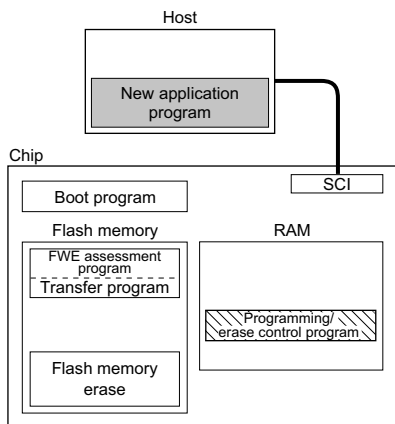 Host
New application
program
Chip
SCI
Boot program
Flash memory
RAM
FWE assessment
program
Transfer program
Programming/
erase control program
Flash memory
erase